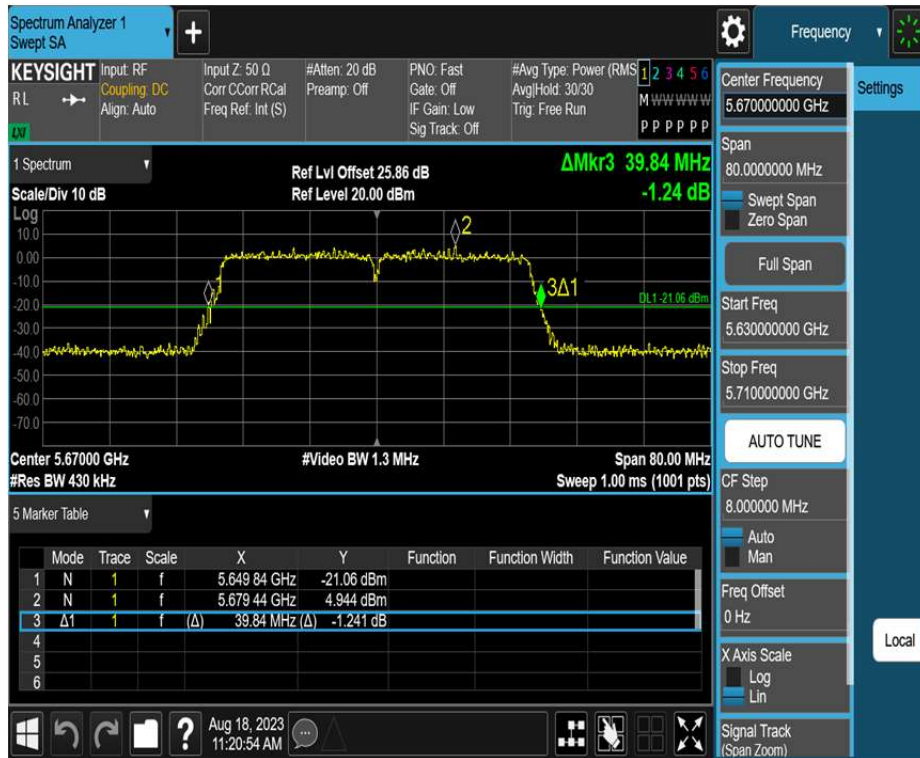 Spectrum Analyzer 1
Swept SA
+
Frequency
KEYSIGHT
RL
LXI
Input: RF
Coupling: DC
Align: Auto
Input Z: 50 Ω
Corr CCorr RCal
Freq Ref: Int (S)
#Atten: 20 dB
Preamp: Off
PNO: Fast
Gate: Off
IF Gain: Low
Sig Track: Off
#Avg Type: Power (RMS
Avg|Hold: 30/30
Trig: Free Run
1 2 3 4 5 6
M W W W W W
P P P P P P
1 Spectrum
Scale/Div 10 dB
Ref Lvl Offset 25.86 dB
Ref Level 20.00 dBm
ΔMkr3 39.84 MHz
-1.24 dB
Log
10.0
0.00
-10.0
-20.0
-30.0
-40.0
-50.0
-60.0
-70.0
2
3Δ1
DL1 -21.06 dBm
Center 5.67000 GHz
#Video BW 1.3 MHz
Span 80.00 MHz
#Res BW 430 kHz
Sweep 1.00 ms (1001 pts)
5 Marker Table
Mode Trace Scale X Y Function Function Width Function Value
1 N 1 f 5.649 84 GHz -21.06 dBm
2 N 1 f 5.679 44 GHz 4.944 dBm
3 Δ1 1 f (Δ) 39.84 MHz (Δ) -1.241 dB
4
5
6
Aug 18, 2023
11:20:54 AM
?
Center Frequency
5.670000000 GHz
Span
80.0000000 MHz
Swept Span
Zero Span
Full Span
Start Freq
5.630000000 GHz
Stop Freq
5.710000000 GHz
AUTO TUNE
CF Step
8.000000 MHz
Auto
Man
Freq Offset
0 Hz
X Axis Scale
Log
Lin
Signal Track
(Span Zoom)
Settings
Local